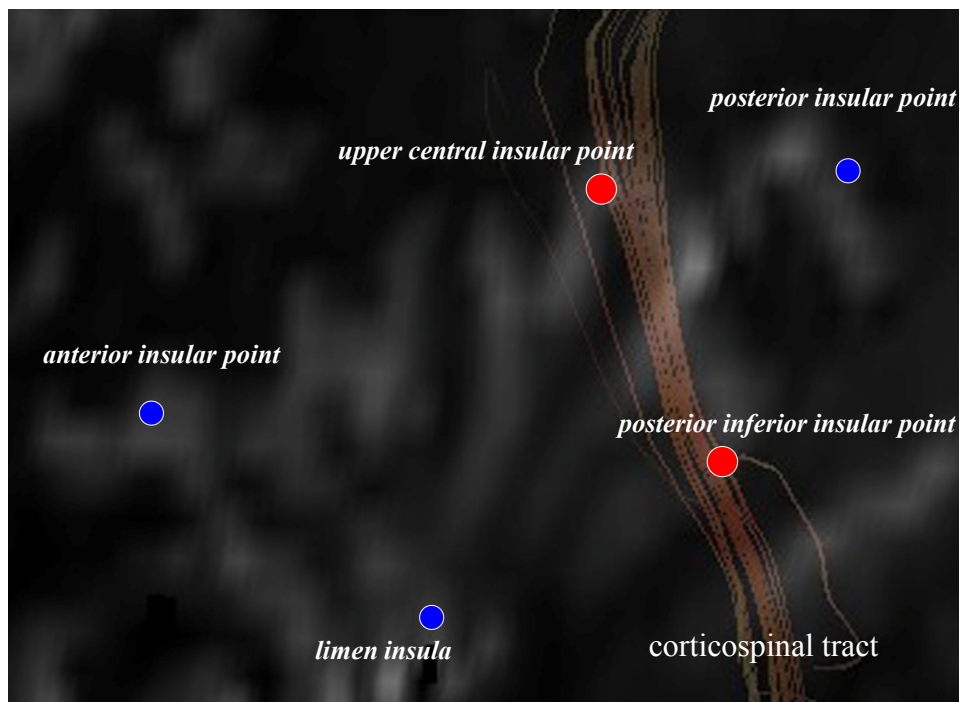 posterior insular point
upper central insular point
anterior insular point
posterior inferior insular point
limen insula
corticospinal tract